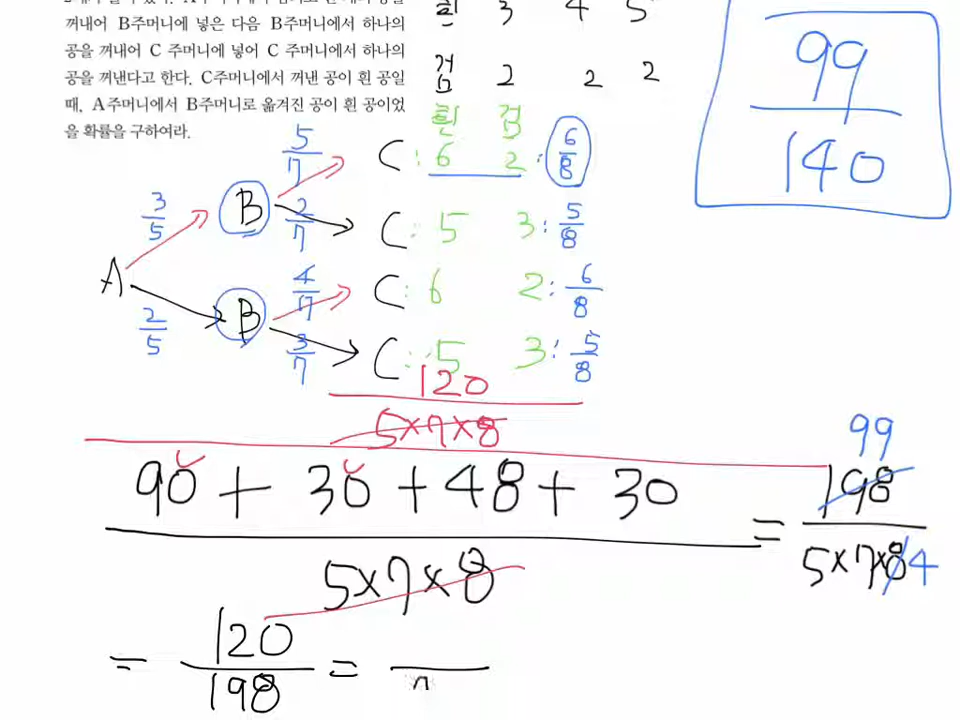 흰 3 4 5
꺼내어 B주머니에 넣은 다음 B주머니에서 하나의
공을 꺼내어 C 주머니에 넣어 C 주머니에서 하나의
공을 꺼낸다고 한다. C주머니에서 꺼낸 공이 흰 공일
때, A주머니에서 B주머니로 옮겨진 공이 흰 공이었
을 확률을 구하여라.
검 2 2 2
99
140
흰 검
5/7 C : 6 2 : 6/8
3/5 B 2/7 C : 5 3 : 5/8
A
2/5 B 4/7 C : 6 2 : 6/8
3/7 C : 5 3 : 5/8
120
5×7×8
99
90 + 30 + 48 + 30 = 198
5×7×8 5×7×8 4
= 120 =
198